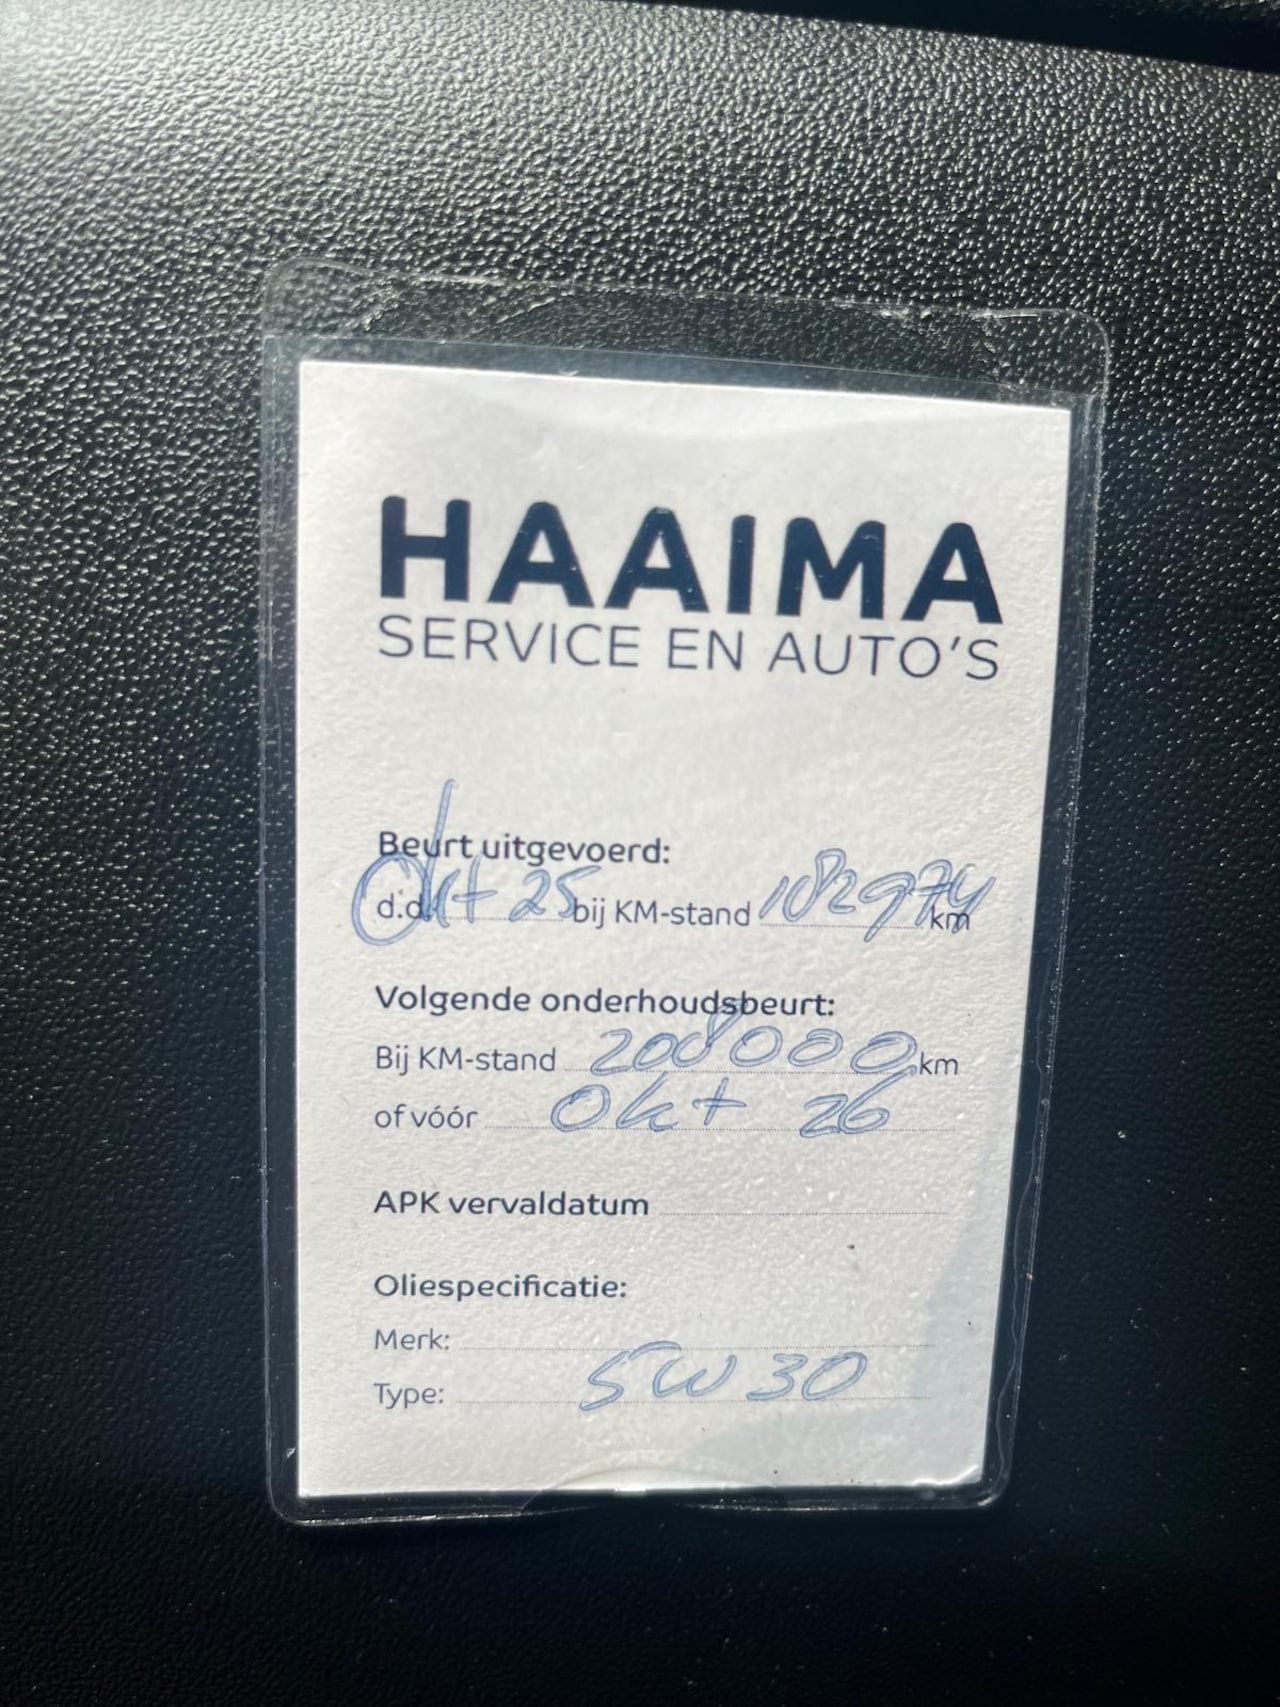 HAAIMA
SERVICE EN AUTO'S
Beurt uitgevoerd:
d.d. Okt 25 bij KM-stand 182974 km
Volgende onderhoudsbeurt:
Bij KM-stand 208000 km
of vóór Okt 26
APK vervaldatum
Oliespecificatie:
Merk:
Type: 5W30